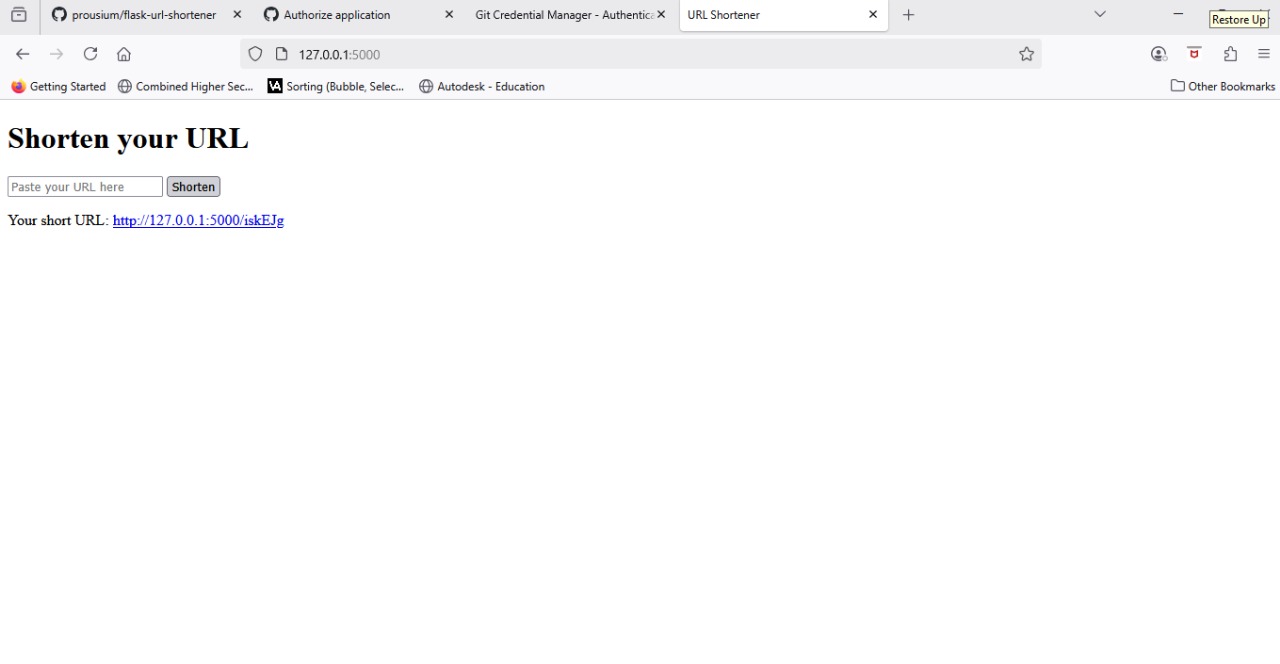 prousium/flask-url-shortener
Authorize application
Git Credential Manager - Authentica
URL Shortener
Restore Up
127.0.0.1:5000
Getting Started
Combined Higher Sec...
VA
Sorting (Bubble, Selec...
Autodesk - Education
Other Bookmarks
Shorten your URL
Paste your URL here Shorten
Your short URL: http://127.0.0.1:5000/iskEJg